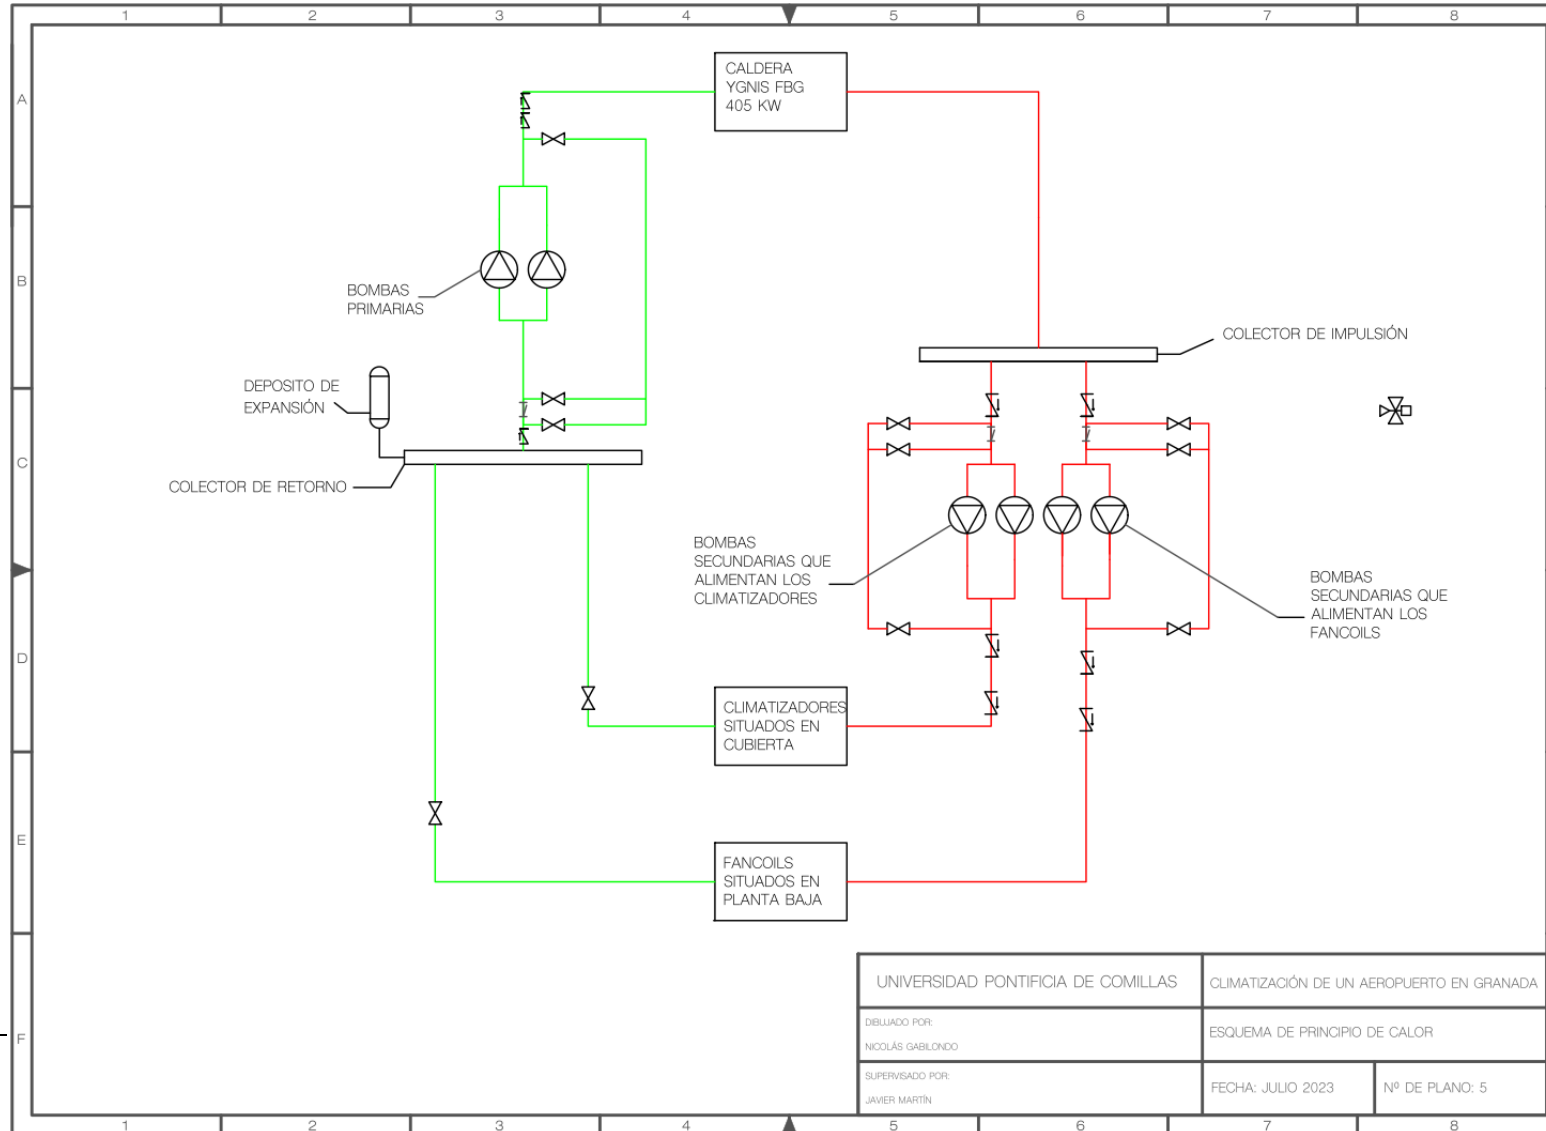 1 2 3 4 5 6 7 8
A
CALDERA
YGNIS FBG
405 KW
B
BOMBAS
PRIMARIAS
COLECTOR DE IMPULSIÓN
DEPOSITO DE
EXPANSIÓN
C
COLECTOR DE RETORNO
BOMBAS
SECUNDARIAS QUE
ALIMENTAN LOS
CLIMATIZADORES
BOMBAS
SECUNDARIAS QUE
ALIMENTAN LOS
FANCOILS
D
CLIMATIZADORES
SITUADOS EN
CUBIERTA
E
FANCOILS
SITUADOS EN
PLANTA BAJA
UNIVERSIDAD PONTIFICIA DE COMILLAS
CLIMATIZACIÓN DE UN AEROPUERTO EN GRANADA
F
DIBUJADO POR:
NICOLÁS GABILONDO
ESQUEMA DE PRINCIPIO DE CALOR
SUPERVISADO POR:
JAVIER MARTÍN
FECHA: JULIO 2023
Nº DE PLANO: 5
1 2 3 4 5 6 7 8